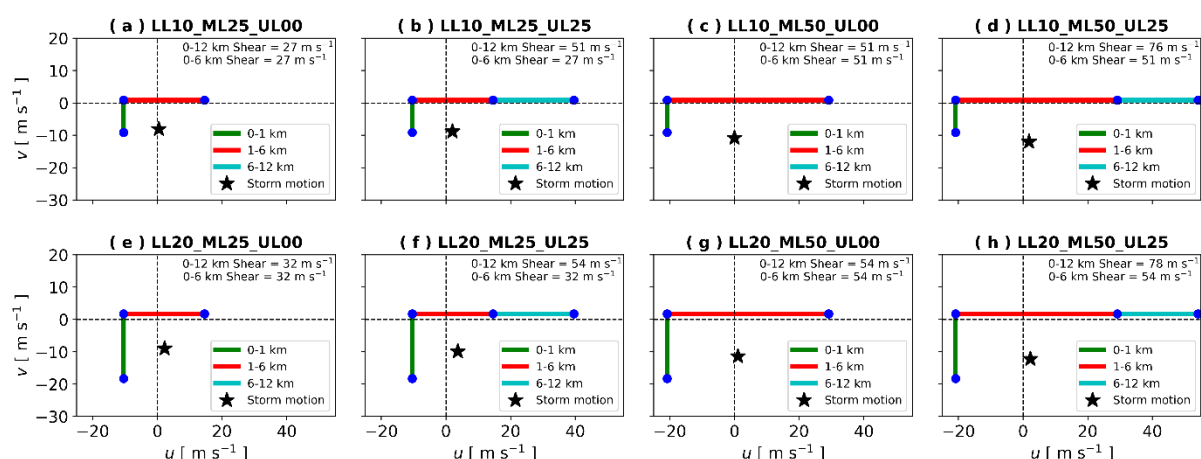 ( a ) LL10_ML25_UL00
( b ) LL10_ML25_UL25
( c ) LL10_ML50_UL00
( d ) LL10_ML50_UL25
20
10
0
−10
−20
−30
v [ m s⁻¹ ]
0-12 km Shear = 27 m s⁻¹
0-6 km Shear = 27 m s⁻¹
0-1 km
1-6 km
6-12 km
Storm motion
0-12 km Shear = 51 m s⁻¹
0-6 km Shear = 27 m s⁻¹
0-1 km
1-6 km
6-12 km
Storm motion
0-12 km Shear = 51 m s⁻¹
0-6 km Shear = 51 m s⁻¹
0-1 km
1-6 km
6-12 km
Storm motion
0-12 km Shear = 76 m s⁻¹
0-6 km Shear = 51 m s⁻¹
0-1 km
1-6 km
6-12 km
Storm motion
( e ) LL20_ML25_UL00
( f ) LL20_ML25_UL25
( g ) LL20_ML50_UL00
( h ) LL20_ML50_UL25
20
10
0
−10
−20
−30
v [ m s⁻¹ ]
0-12 km Shear = 32 m s⁻¹
0-6 km Shear = 32 m s⁻¹
0-1 km
1-6 km
6-12 km
Storm motion
0-12 km Shear = 54 m s⁻¹
0-6 km Shear = 32 m s⁻¹
0-1 km
1-6 km
6-12 km
Storm motion
0-12 km Shear = 54 m s⁻¹
0-6 km Shear = 54 m s⁻¹
0-1 km
1-6 km
6-12 km
Storm motion
0-12 km Shear = 78 m s⁻¹
0-6 km Shear = 54 m s⁻¹
0-1 km
1-6 km
6-12 km
Storm motion
−20 0 20 40
−20 0 20 40
−20 0 20 40
−20 0 20 40
u [ m s⁻¹ ]
u [ m s⁻¹ ]
u [ m s⁻¹ ]
u [ m s⁻¹ ]